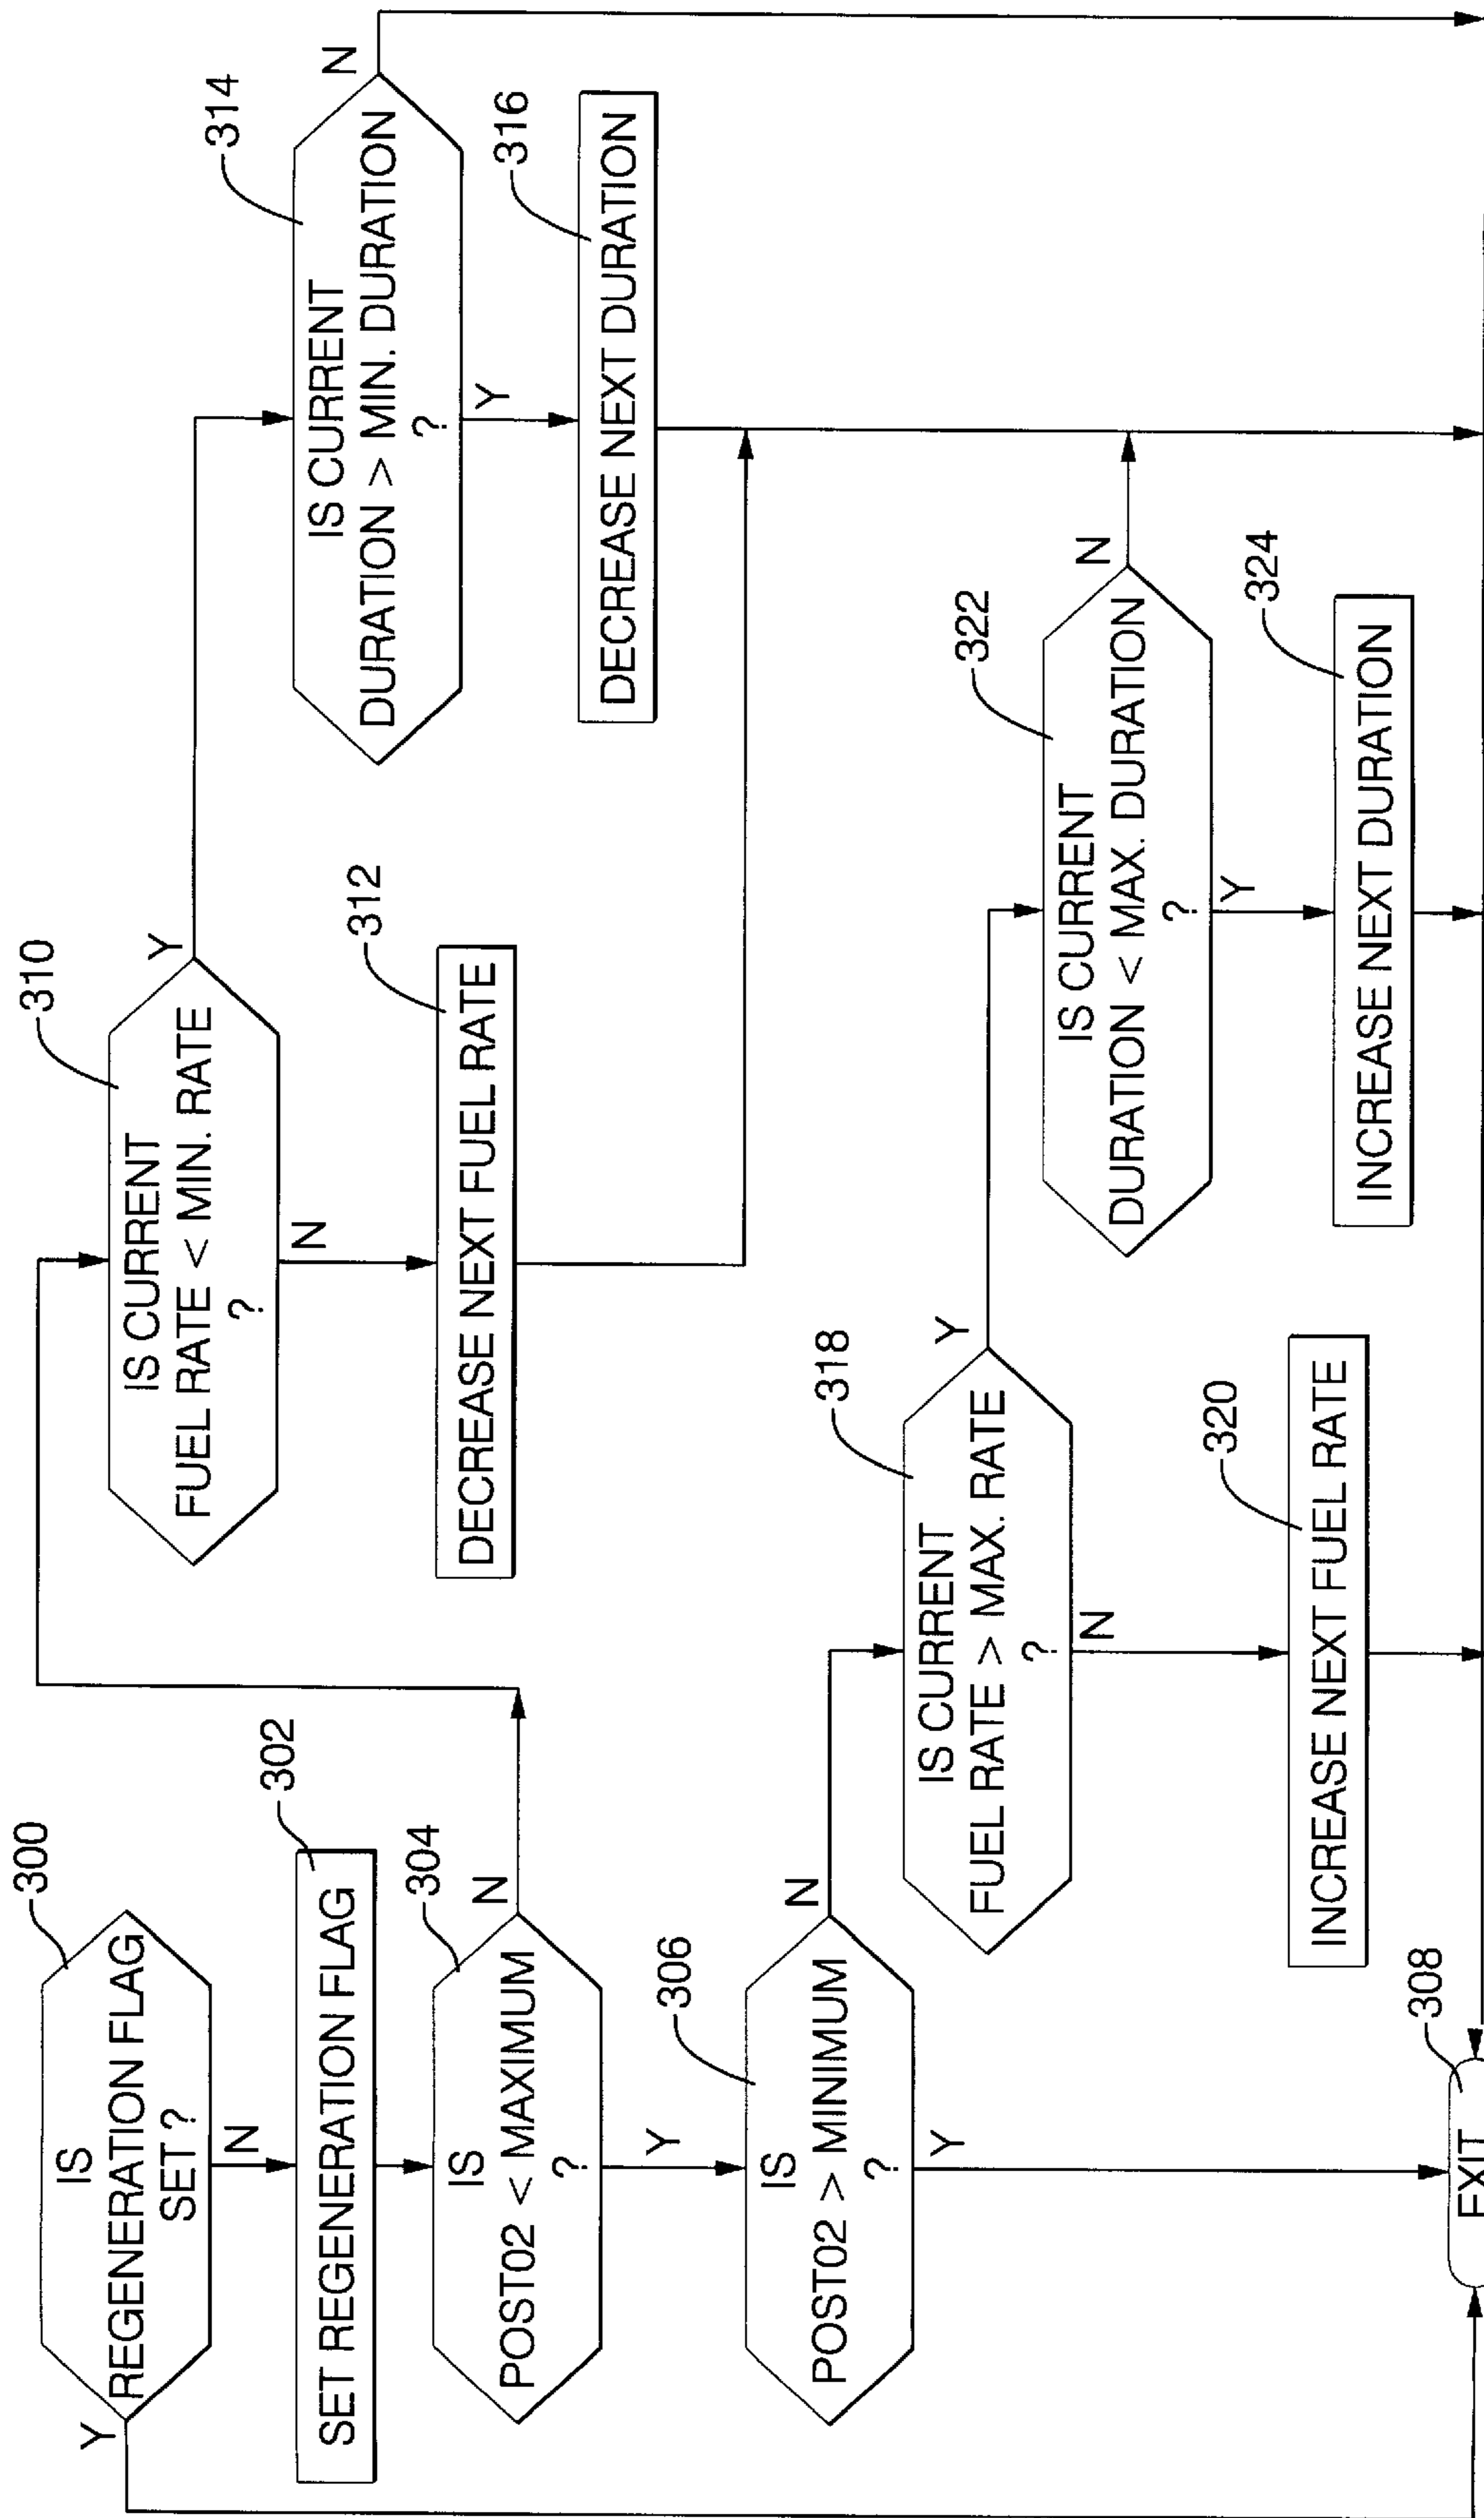 300
IS
REGENERATION FLAG
SET ?
Y
N
302
SET REGENERATION FLAG
304
IS
POST02 < MAXIMUM
?
N
Y
306
IS
POST02 > MINIMUM
?
N
Y
308
EXIT
310
IS CURRENT
FUEL RATE < MIN. RATE
?
Y
N
312
DECREASE NEXT FUEL RATE
314
IS CURRENT
DURATION > MIN. DURATION
?
N
Y
316
DECREASE NEXT DURATION
318
IS CURRENT
FUEL RATE > MAX. RATE
?
Y
N
320
INCREASE NEXT FUEL RATE
322
IS CURRENT
DURATION < MAX. DURATION
?
N
Y
324
INCREASE NEXT DURATION